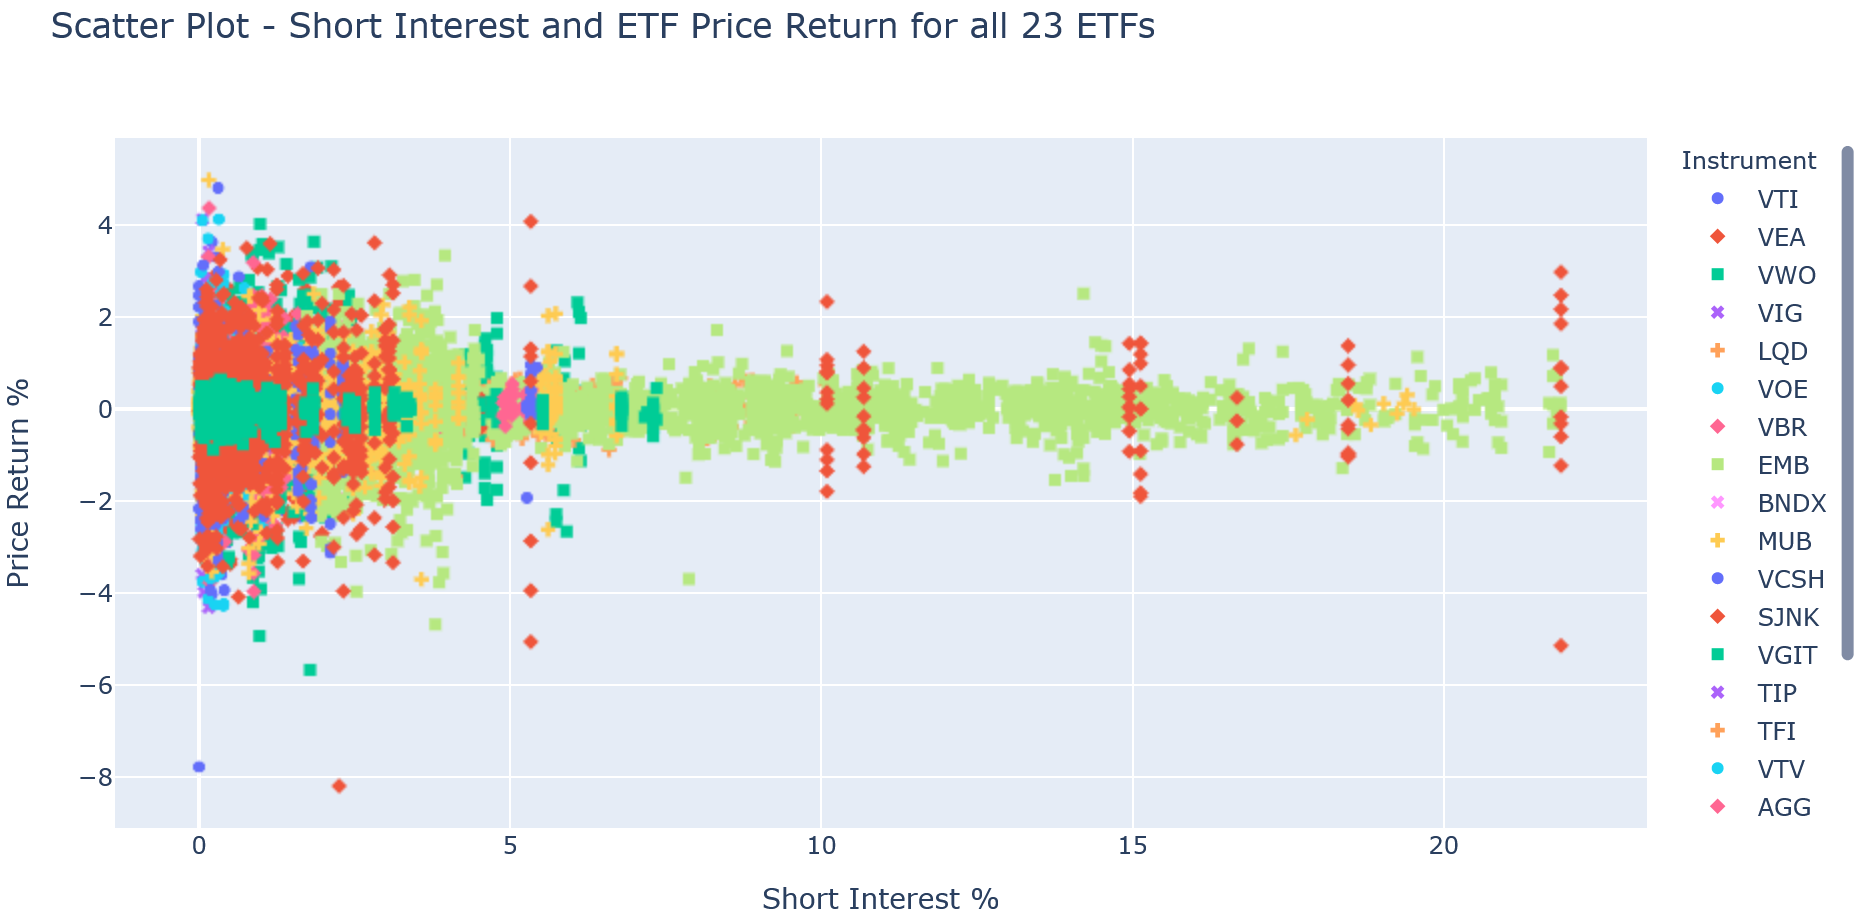 Scatter Plot - Short Interest and ETF Price Return for all 23 ETFs
Instrument
VTI
VEA
VWO
VIG
LQD
VOE
VBR
EMB
BNDX
MUB
VCSH
SJNK
VGIT
TIP
TFI
VTV
AGG
Price Return %
4
2
0
−2
−4
−6
−8
0 5 10 15 20
Short Interest %